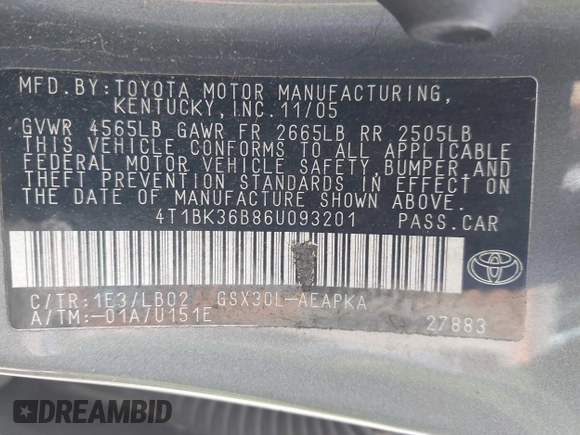 MFD.BY:TOYOTA MOTOR MANUFACTURING,
KENTUCKY, INC. 11/05
GVWR 4565LB GAWR FR 2665LB RR 2505LB
THIS VEHICLE CONFORMS TO ALL APPLICABLE
FEDERAL MOTOR VEHICLE SAFETY, BUMPER AND
THEFT PREVENTION STANDARDS IN EFFECT ON
THE DATE OF MANUFACTURE SHOWN ABOVE.
4T1BK36B86U093201 PASS.CAR
C/TR:1E3/LB02 GSX30L-AEAPKA
A/TM:-01A/U151E
27883
DREAMBID